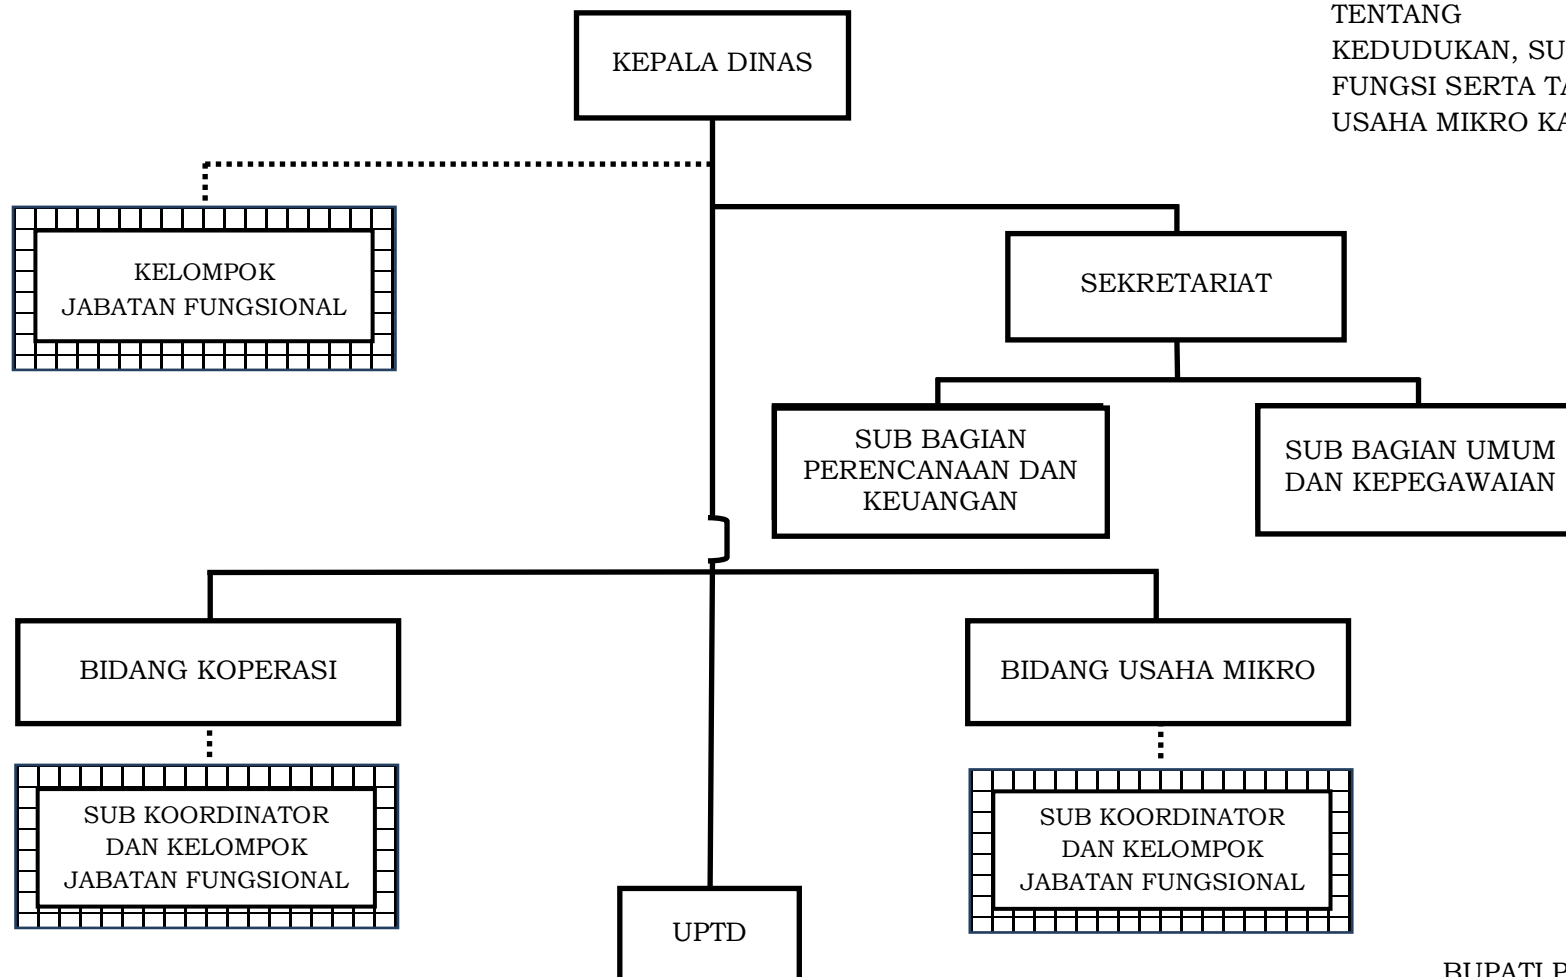 TENTANG
KEDUDUKAN, SU
FUNGSI SERTA TA
USAHA MIKRO KA
KEPALA DINAS
KELOMPOK
JABATAN FUNGSIONAL
SEKRETARIAT
SUB BAGIAN
PERENCANAAN DAN
KEUANGAN
SUB BAGIAN UMUM
DAN KEPEGAWAIAN
BIDANG KOPERASI
BIDANG USAHA MIKRO
SUB KOORDINATOR
DAN KELOMPOK
JABATAN FUNGSIONAL
SUB KOORDINATOR
DAN KELOMPOK
JABATAN FUNGSIONAL
UPTD
BUPATI P